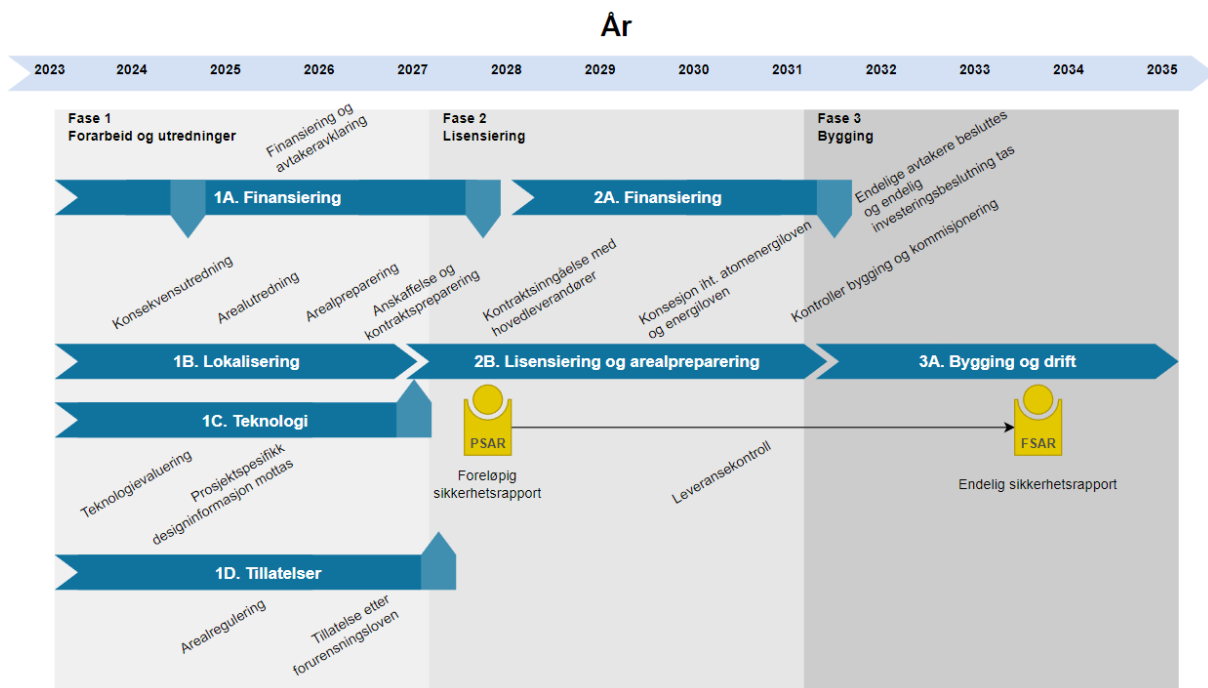 År
2023 2024 2025 2026 2027 2028 2029 2030 2031 2032 2033 2034 2035
Fase 1
Forarbeid og utredninger
Fase 2
Lisensiering
Fase 3
Bygging
Finansiering og
avtakeravklaring
Endelige avtakere besluttes
og endelig
investeringsbeslutning tas
1A. Finansiering
2A. Finansiering
Konsekvensutredning
Arealutredning
Arealpreparering
Anskaffelse og
kontraktspreparering
Kontraktsinngåelse med
hovedleverandører
Konsesjon iht. atomenergiloven
og energiloven
Kontroller bygging og kommisjonering
1B. Lokalisering
2B. Lisensiering og arealpreparering
3A. Bygging og drift
1C. Teknologi
PSAR
FSAR
Teknologievaluering
Prosjektspesifikk
designinformasjon mottas
Foreløpig
sikkerhetsrapport
Leveransekontroll
Endelig sikkerhetsrapport
1D. Tillatelser
Arealregulering
Tillatelse etter
forurensningsloven